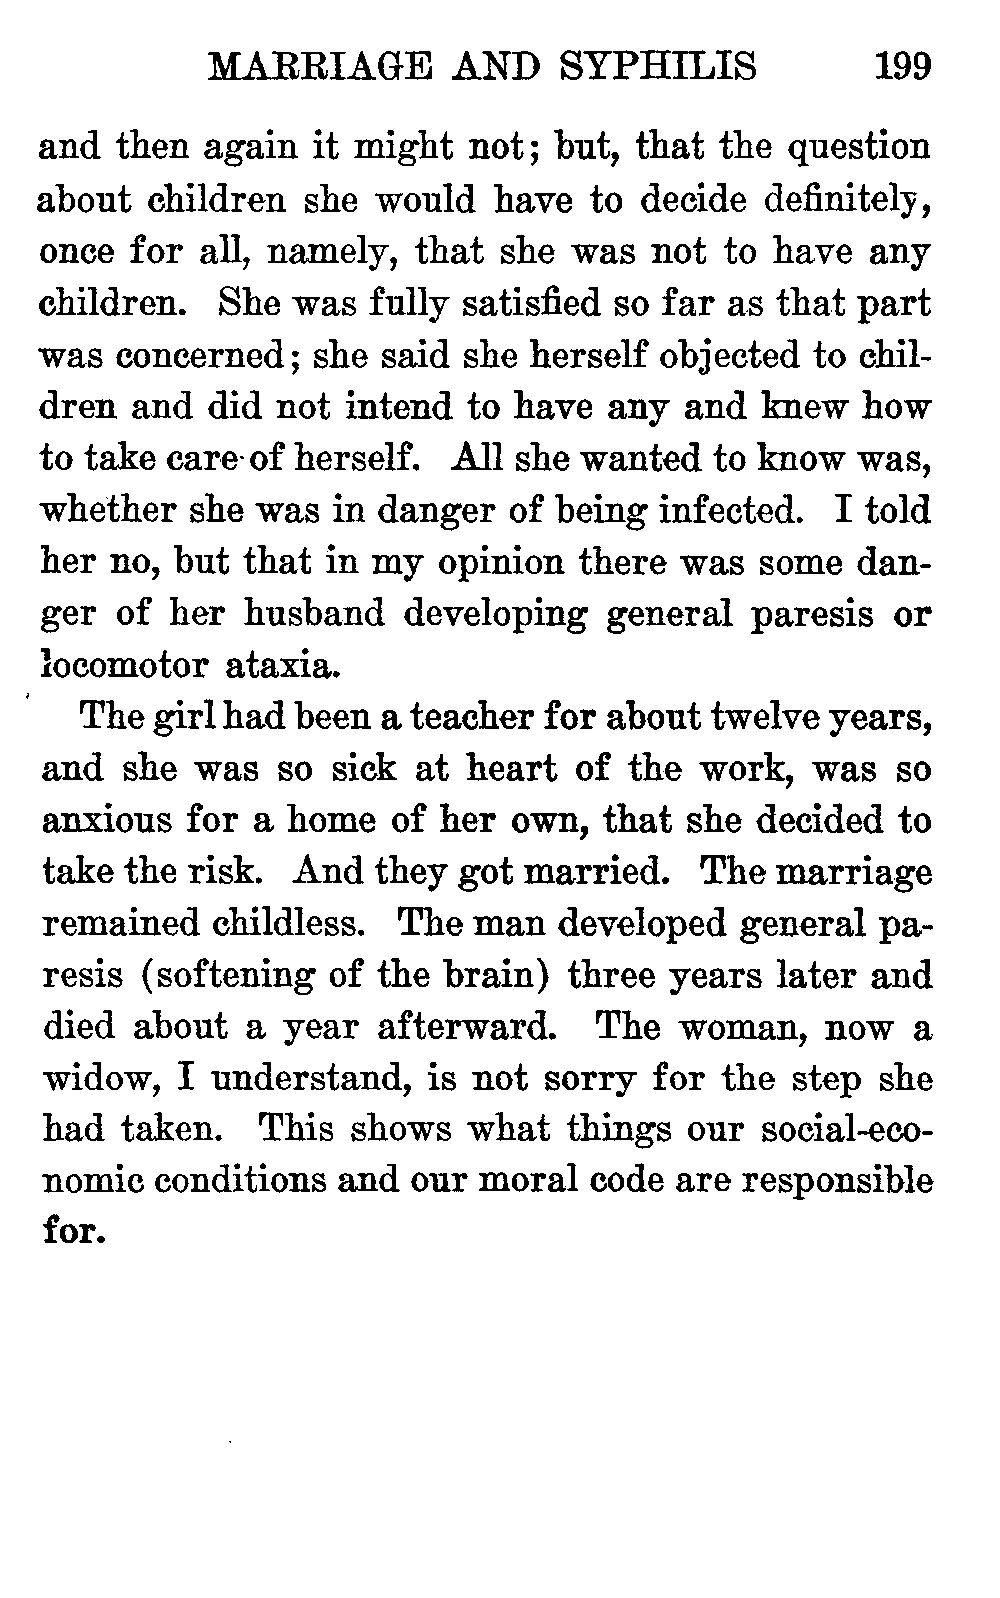 MARRIAGE AND SYPHILIS 199
and then again it might not; but, that the question
about children she would have to decide definitely,
once for all, namely, that she was not to have any
children. She was fully satisfied so far as that part
was concerned; she said she herself objected to chil-
dren and did not intend to have any and knew how
to take care of herself. All she wanted to know was,
whether she was in danger of being infected. I told
her no, but that in my opinion there was some dan-
ger of her husband developing general paresis or
locomotor ataxia.
The girl had been a teacher for about twelve years,
and she was so sick at heart of the work, was so
anxious for a home of her own, that she decided to
take the risk. And they got married. The marriage
remained childless. The man developed general pa-
resis (softening of the brain) three years later and
died about a year afterward. The woman, now a
widow, I understand, is not sorry for the step she
had taken. This shows what things our social-eco-
nomic conditions and our moral code are responsible
for.